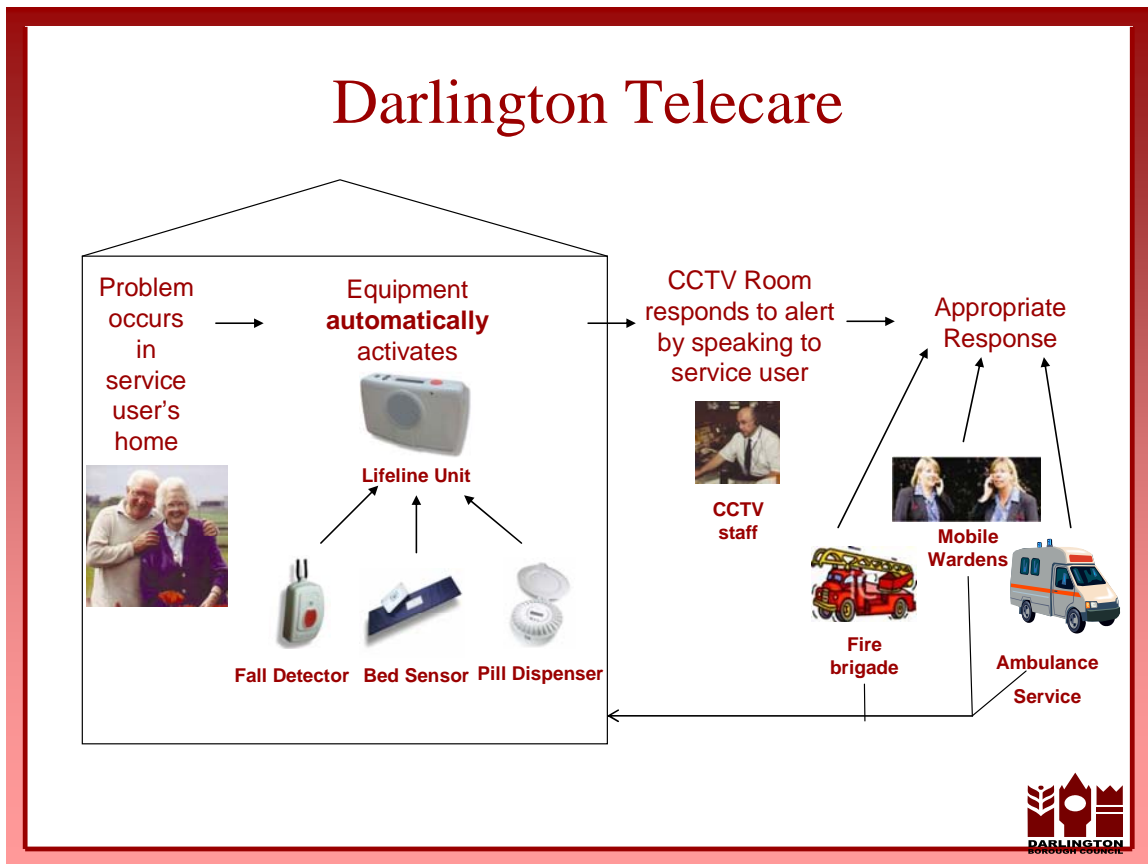 Darlington Telecare
Problem
occurs
in
service
user's
home
Equipment
automatically
activates
Lifeline Unit
Fall Detector
Bed Sensor
Pill Dispenser
CCTV Room
responds to alert
by speaking to
service user
CCTV
staff
Appropriate
Response
Mobile
Wardens
Fire
brigade
Ambulance
Service
DARLINGTON
BOROUGH COUNCIL